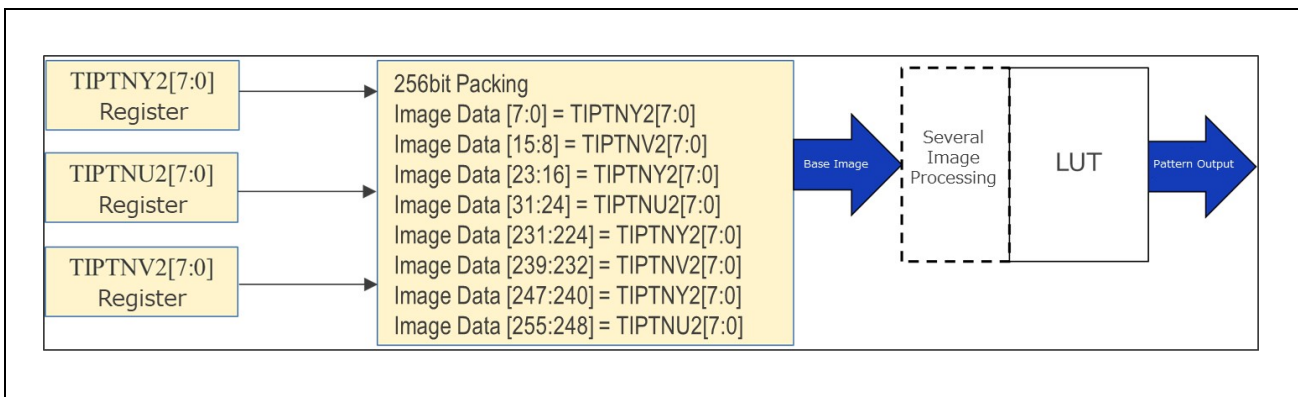 TIPTNY2[7:0]
Register
TIPTNU2[7:0]
Register
TIPTNV2[7:0]
Register
256bit Packing
Image Data [7:0] = TIPTNY2[7:0]
Image Data [15:8] = TIPTNV2[7:0]
Image Data [23:16] = TIPTNY2[7:0]
Image Data [31:24] = TIPTNU2[7:0]
Image Data [231:224] = TIPTNY2[7:0]
Image Data [239:232] = TIPTNV2[7:0]
Image Data [247:240] = TIPTNY2[7:0]
Image Data [255:248] = TIPTNU2[7:0]
Base Image
Several
Image
Processing
LUT
Pattern Output